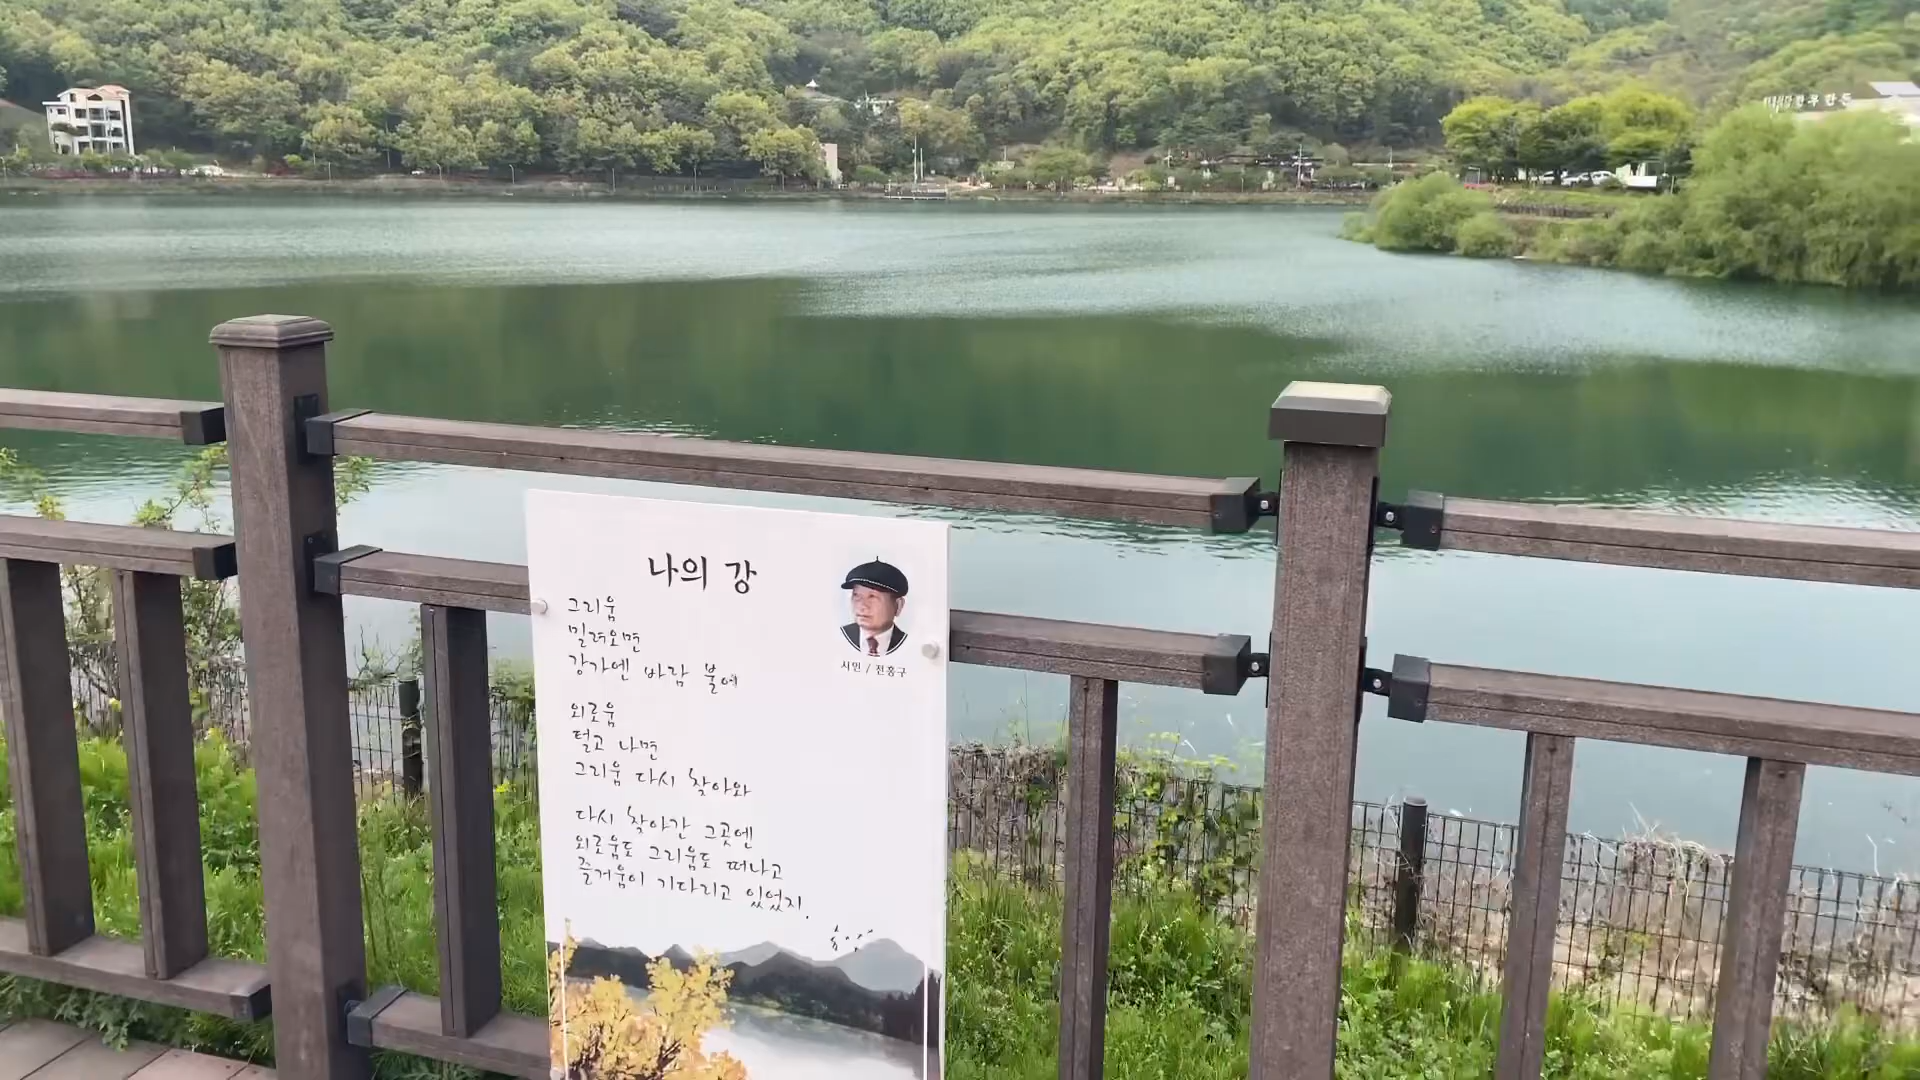 나의 강
시인 / 전홍구
그리움
밀려오면
강가엔 바람 불에
외로움
털고 나면
그리움 다시 찾아와
다시 찾아간 그곳엔
외로움도 그리움도 떠나고
즐거움이 기다리고 있었지.